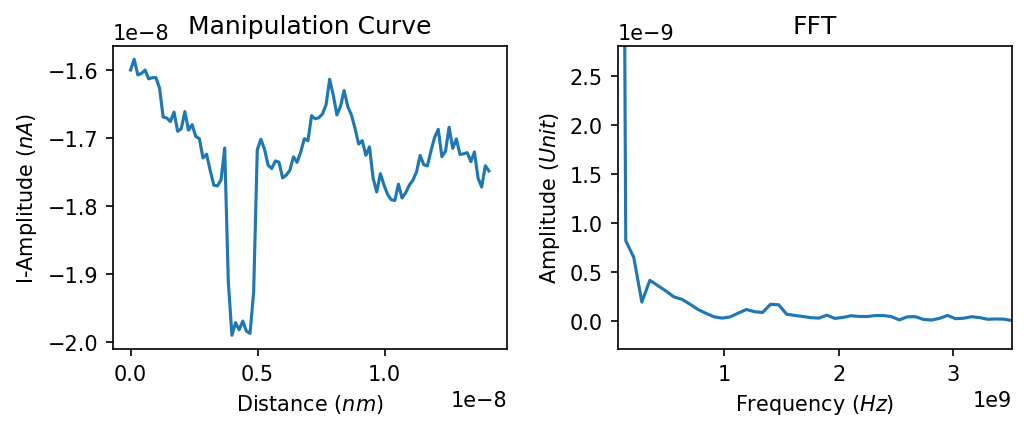 Manipulation Curve
1e−8
I-Amplitude (nA)
−1.6
−1.7
−1.8
−1.9
−2.0
0.0 0.5 1.0
Distance (nm)
1e−8
FFT
1e−9
Amplitude (Unit)
2.5
2.0
1.5
1.0
0.5
0.0
1 2 3
Frequency (Hz)
1e9